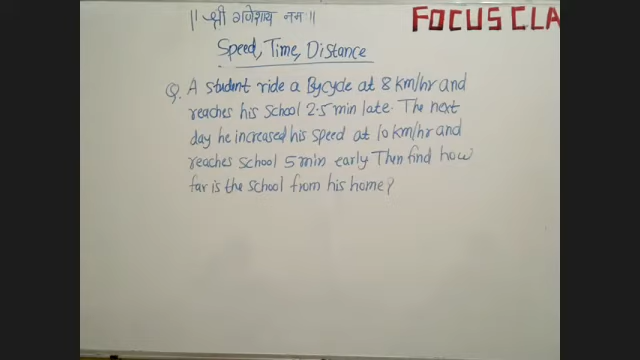 || श्री गणेशाय नमः ||
FOCUS CLA
Speed, Time, Distance
Q. A student ride a Bycycle at 8 km/hr and
reaches his school 2.5 min late. The next
day he increased his speed at 10 km/hr and
reaches school 5 min early Then find how
far is the school from his home?